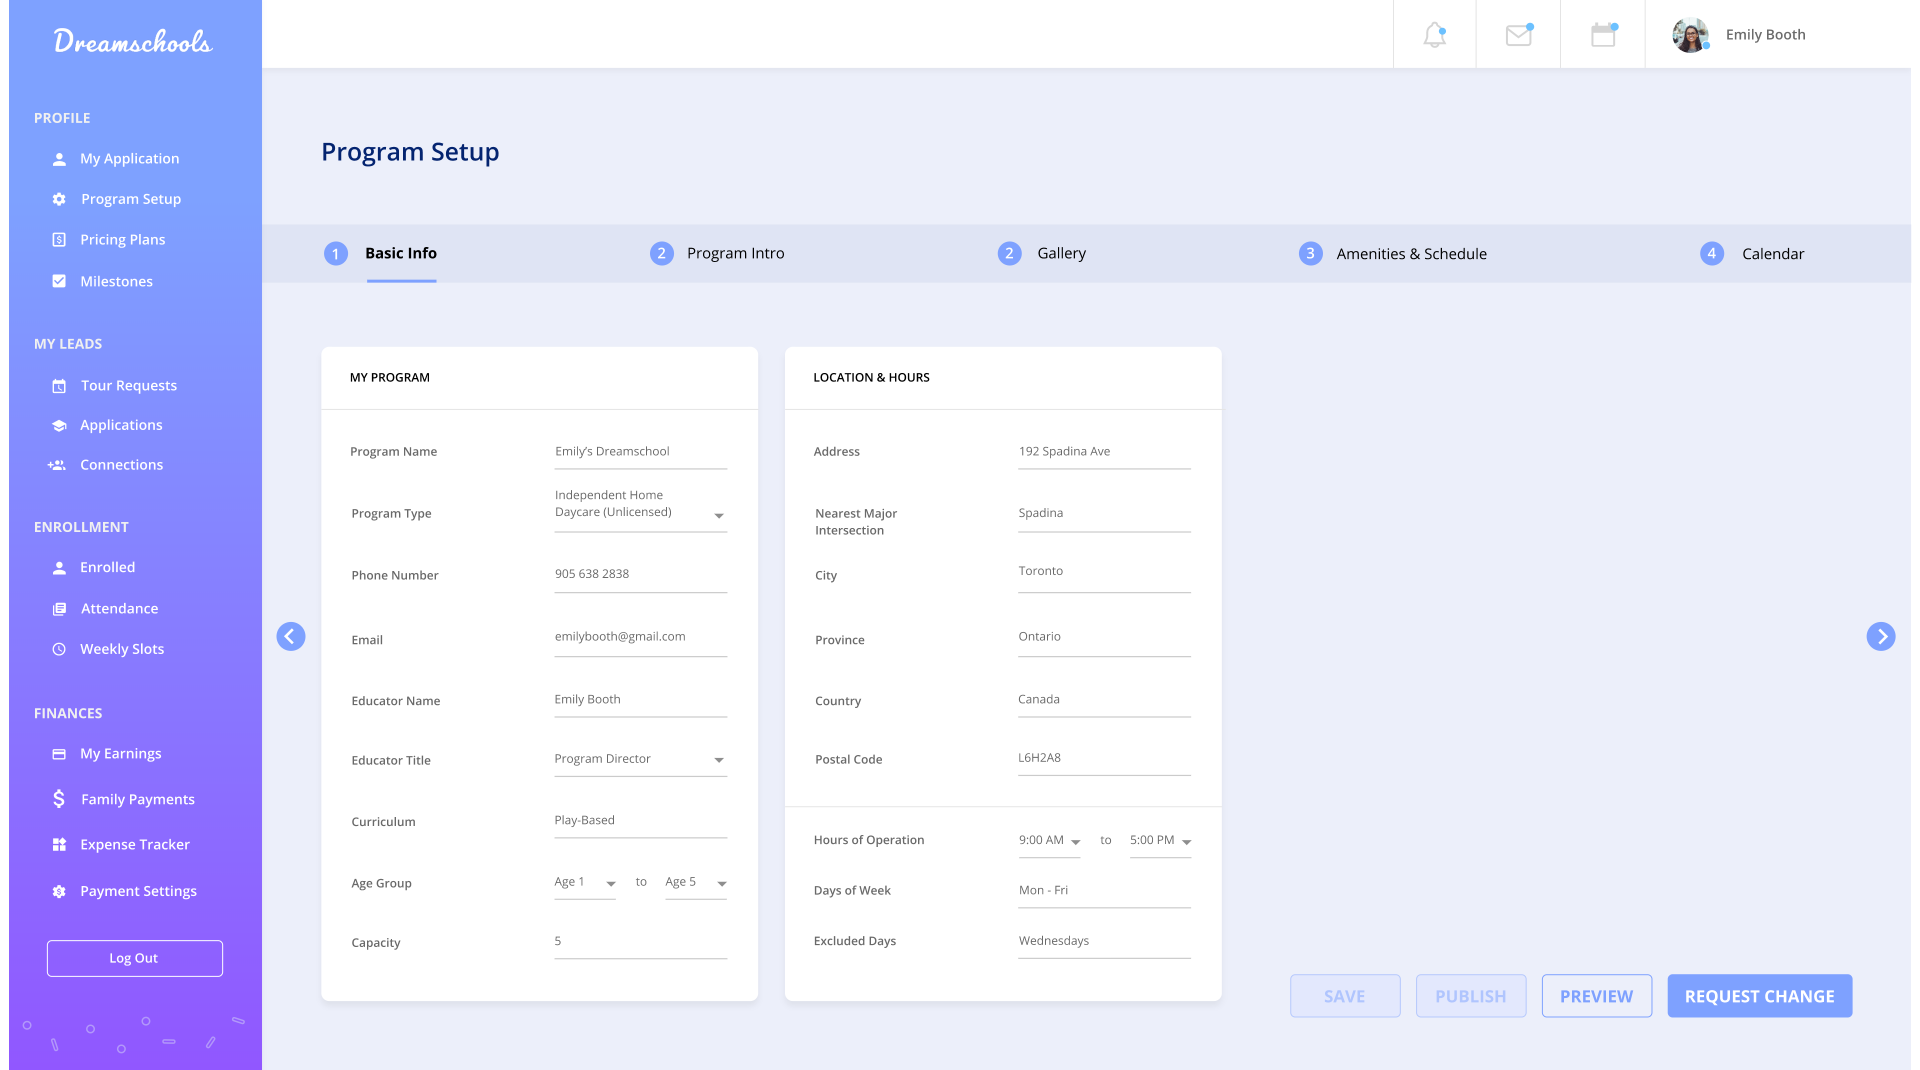 Dreamschools
Emily Booth
PROFILE
My Application
Program Setup
Pricing Plans
Milestones
MY LEADS
Tour Requests
Applications
Connections
ENROLLMENT
Enrolled
Attendance
Weekly Slots
FINANCES
My Earnings
Family Payments
Expense Tracker
Payment Settings
Log Out
Program Setup
1 Basic Info
2 Program Intro
2 Gallery
3 Amenities & Schedule
4 Calendar
MY PROGRAM
Program Name Emily's Dreamschool
Program Type Independent Home
Daycare (Unlicensed)
Phone Number 905 638 2838
Email emilybooth@gmail.com
Educator Name Emily Booth
Educator Title Program Director
Curriculum Play-Based
Age Group Age 1 to Age 5
Capacity 5
LOCATION & HOURS
Address 192 Spadina Ave
Nearest Major Spadina
Intersection
City Toronto
Province Ontario
Country Canada
Postal Code L6H2A8
Hours of Operation 9:00 AM to 5:00 PM
Days of Week Mon - Fri
Excluded Days Wednesdays
SAVE
PUBLISH
PREVIEW
REQUEST CHANGE